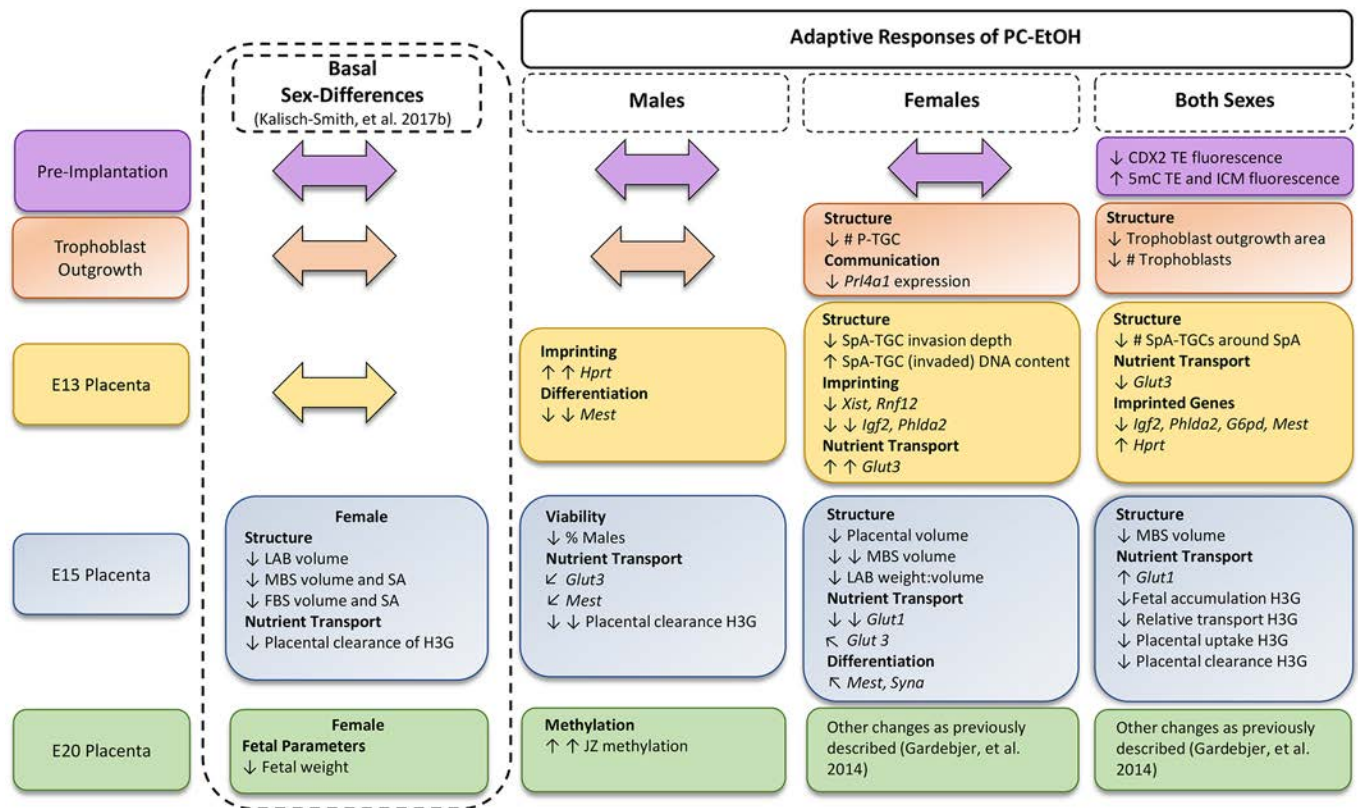 Adaptive Responses of PC-EtOH
Basal
Sex-Differences
(Kalisch-Smith, et al. 2017b)
Males
Females
Both Sexes
Pre-Implantation
↓ CDX2 TE fluorescence
↑ 5mC TE and ICM fluorescence
Trophoblast
Outgrowth
Structure
↓ # P-TGC
Communication
↓ Prl4a1 expression
Structure
↓ Trophoblast outgrowth area
↓ # Trophoblasts
E13 Placenta
Imprinting
↑ ↑ Hprt
Differentiation
↓ ↓ Mest
Structure
↓ SpA-TGC invasion depth
↑ SpA-TGC (invaded) DNA content
Imprinting
↓ Xist, Rnf12
↓ ↓ Igf2, Phlda2
Nutrient Transport
↑ ↑ Glut3
Structure
↓ # SpA-TGCs around SpA
Nutrient Transport
↓ Glut3
Imprinted Genes
↓ Igf2, Phlda2, G6pd, Mest
↑ Hprt
E15 Placenta
Female
Structure
↓ LAB volume
↓ MBS volume and SA
↓ FBS volume and SA
Nutrient Transport
↓ Placental clearance of H3G
Viability
↓ % Males
Nutrient Transport
↙ Glut3
↙ Mest
↓ ↓ Placental clearance H3G
Structure
↓ Placental volume
↓ ↓ MBS volume
↓ LAB weight:volume
Nutrient Transport
↓ ↓ Glut1
↖ Glut 3
Differentiation
↖ Mest, Syna
Structure
↓ MBS volume
Nutrient Transport
↑ Glut1
↓Fetal accumulation H3G
↓ Relative transport H3G
↓ Placental uptake H3G
↓ Placental clearance H3G
E20 Placenta
Female
Fetal Parameters
↓ Fetal weight
Methylation
↑ ↑ JZ methylation
Other changes as previously
described (Gardebjer, et al.
2014)
Other changes as previously
described (Gardebjer, et al.
2014)